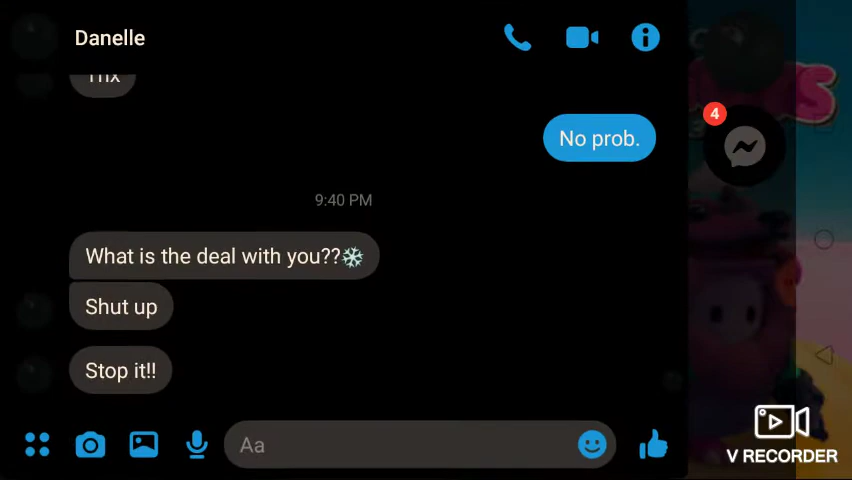 Danelle
Thx
No prob.
4
9:40 PM
What is the deal with you??❄
Shut up
Stop it!!
Aa
V RECORDER